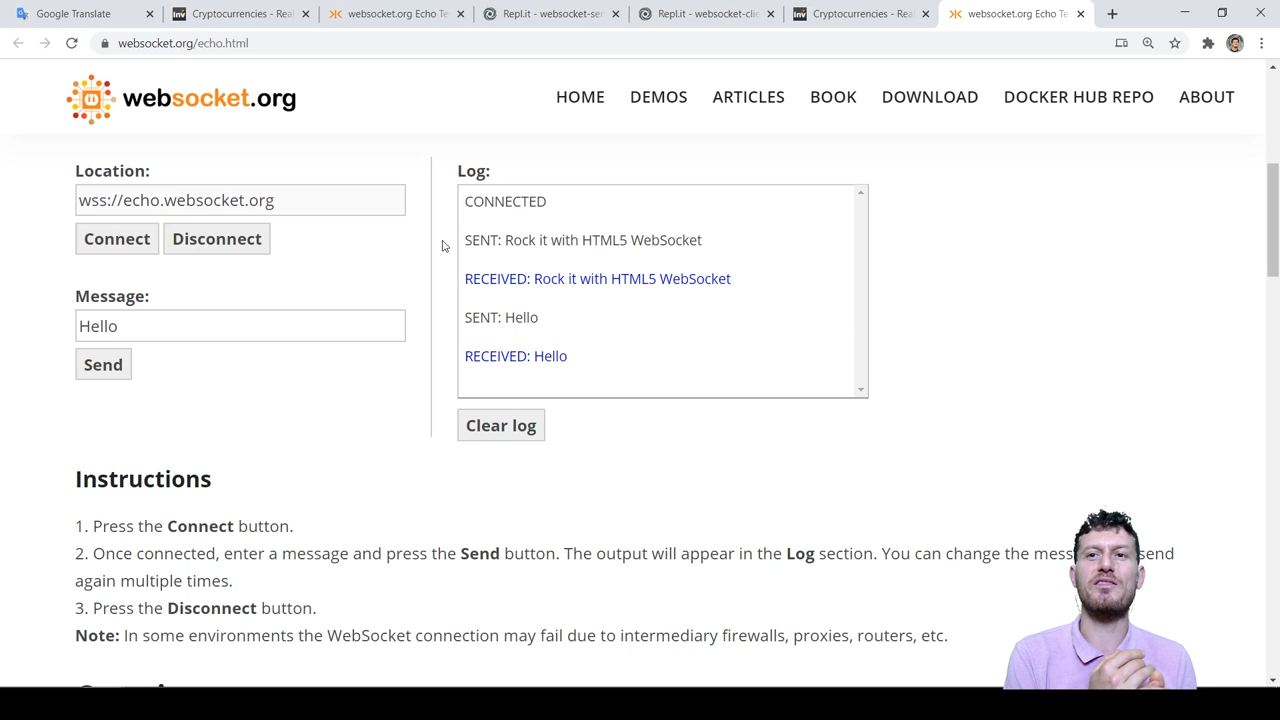 Google Translate
Cryptocurrencies - Rea
websocket.org Echo Te
Repl.it - websocket-ser
Repl.it - websocket-clie
Cryptocurrencies - Rea
websocket.org Echo Te
websocket.org/echo.html
websocket.org
HOME
DEMOS
ARTICLES
BOOK
DOWNLOAD
DOCKER HUB REPO
ABOUT
Location:
wss://echo.websocket.org
Connect
Disconnect
Message:
Hello
Send
Log:
CONNECTED
SENT: Rock it with HTML5 WebSocket
RECEIVED: Rock it with HTML5 WebSocket
SENT: Hello
RECEIVED: Hello
Clear log
Instructions
1. Press the Connect button.
2. Once connected, enter a message and press the Send button. The output will appear in the Log section. You can change the mess send
again multiple times.
3. Press the Disconnect button.
Note: In some environments the WebSocket connection may fail due to intermediary firewalls, proxies, routers, etc.